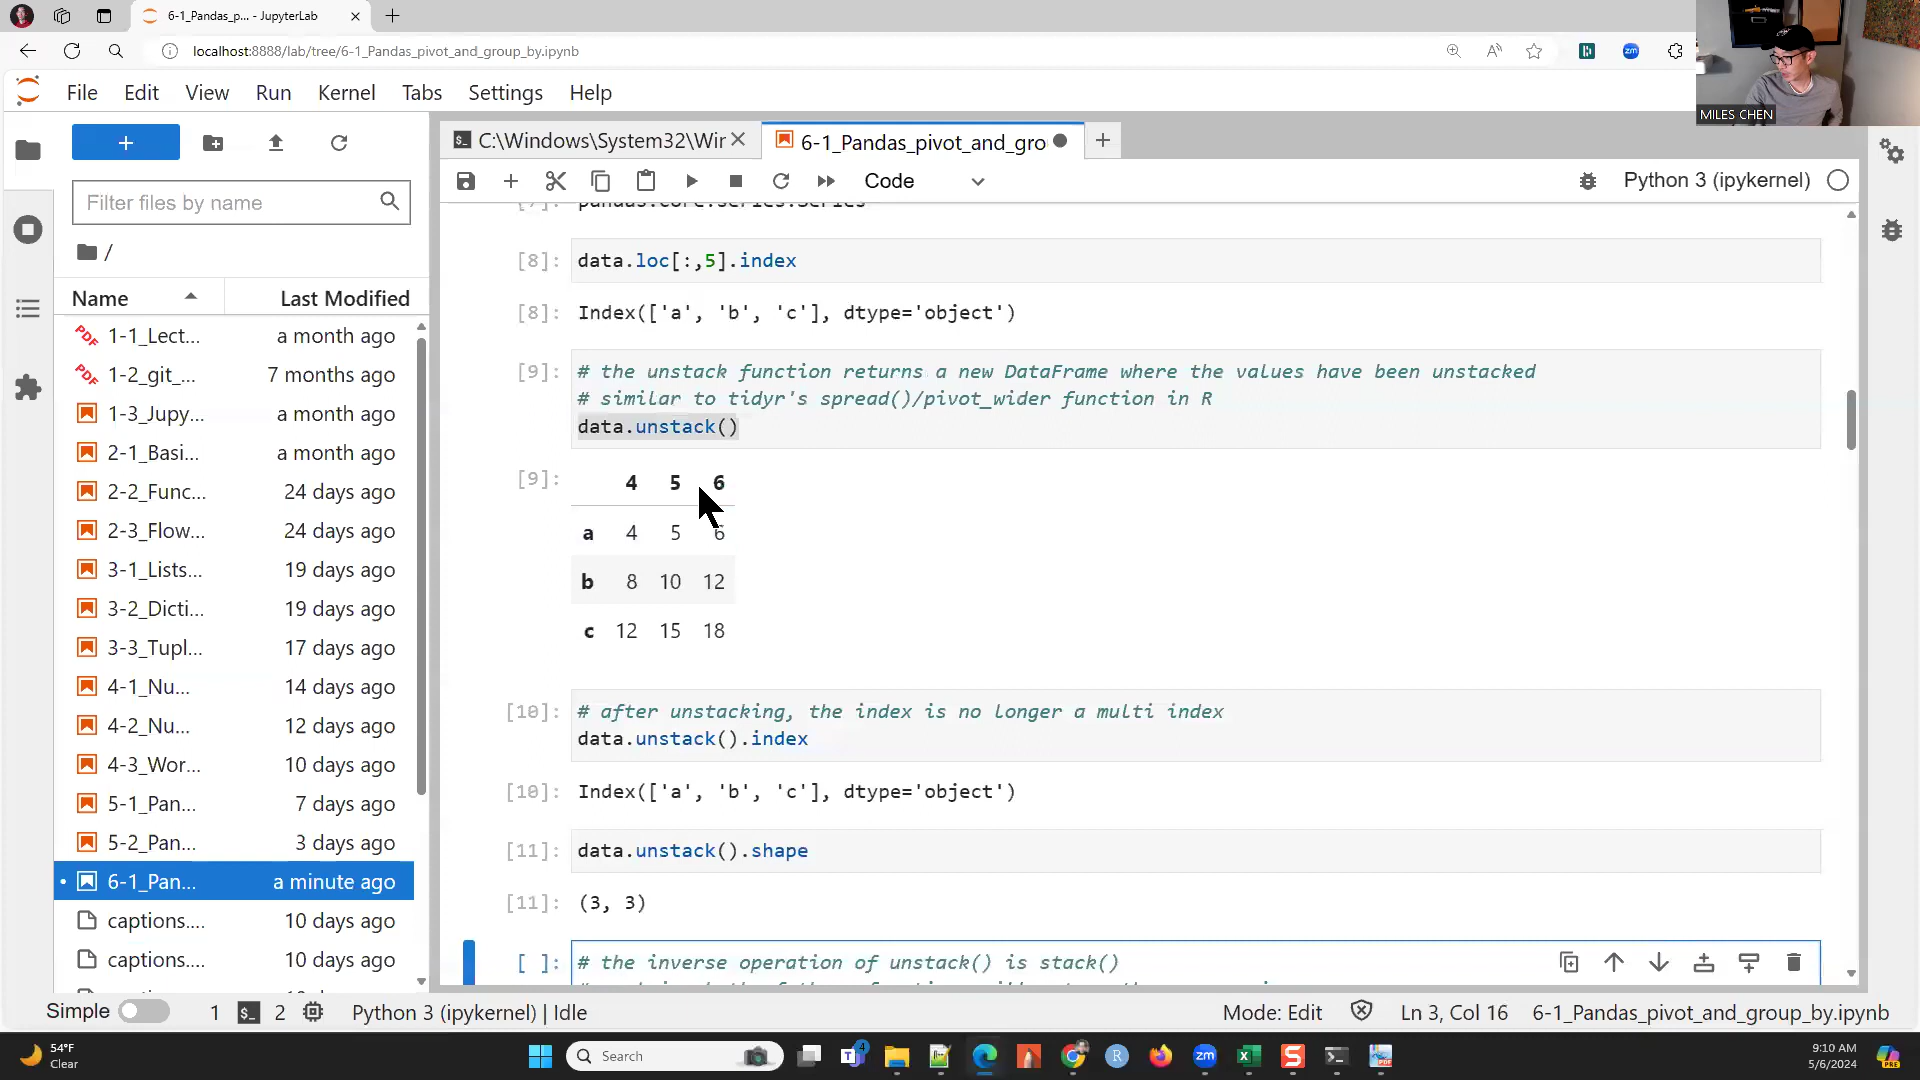 6-1_Pandas_p... - JupyterLab
localhost:8888/lab/tree/6-1_Pandas_pivot_and_group_by.ipynb
MILES CHEN
File Edit View Run Kernel Tabs Settings Help
C:\Windows\System32\Wir
6-1_Pandas_pivot_and_gro
Code
Python 3 (ipykernel)
Filter files by name
/
Name Last Modified
1-1_Lect... a month ago
1-2_git_... 7 months ago
1-3_Jupy... a month ago
2-1_Basi... a month ago
2-2_Func... 24 days ago
2-3_Flow... 24 days ago
3-1_Lists... 19 days ago
3-2_Dicti... 19 days ago
3-3_Tupl... 17 days ago
4-1_Nu... 14 days ago
4-2_Nu... 12 days ago
4-3_Wor... 10 days ago
5-1_Pan... 7 days ago
5-2_Pan... 3 days ago
6-1_Pan... a minute ago
captions.... 10 days ago
captions.... 10 days ago
[7]: pandas.core.series.Series
[8]: data.loc[:,5].index
[8]: Index(['a', 'b', 'c'], dtype='object')
[9]: # the unstack function returns a new DataFrame where the values have been unstacked
# similar to tidyr's spread()/pivot_wider function in R
data.unstack()
[9]: 4 5 6
a 4 5 6
b 8 10 12
c 12 15 18
[10]: # after unstacking, the index is no longer a multi index
data.unstack().index
[10]: Index(['a', 'b', 'c'], dtype='object')
[11]: data.unstack().shape
[11]: (3, 3)
[ ]: # the inverse operation of unstack() is stack()
Simple 1 2 Python 3 (ipykernel) | Idle Mode: Edit Ln 3, Col 16 6-1_Pandas_pivot_and_group_by.ipynb
54°F
Clear
Search
9:10 AM
5/6/2024